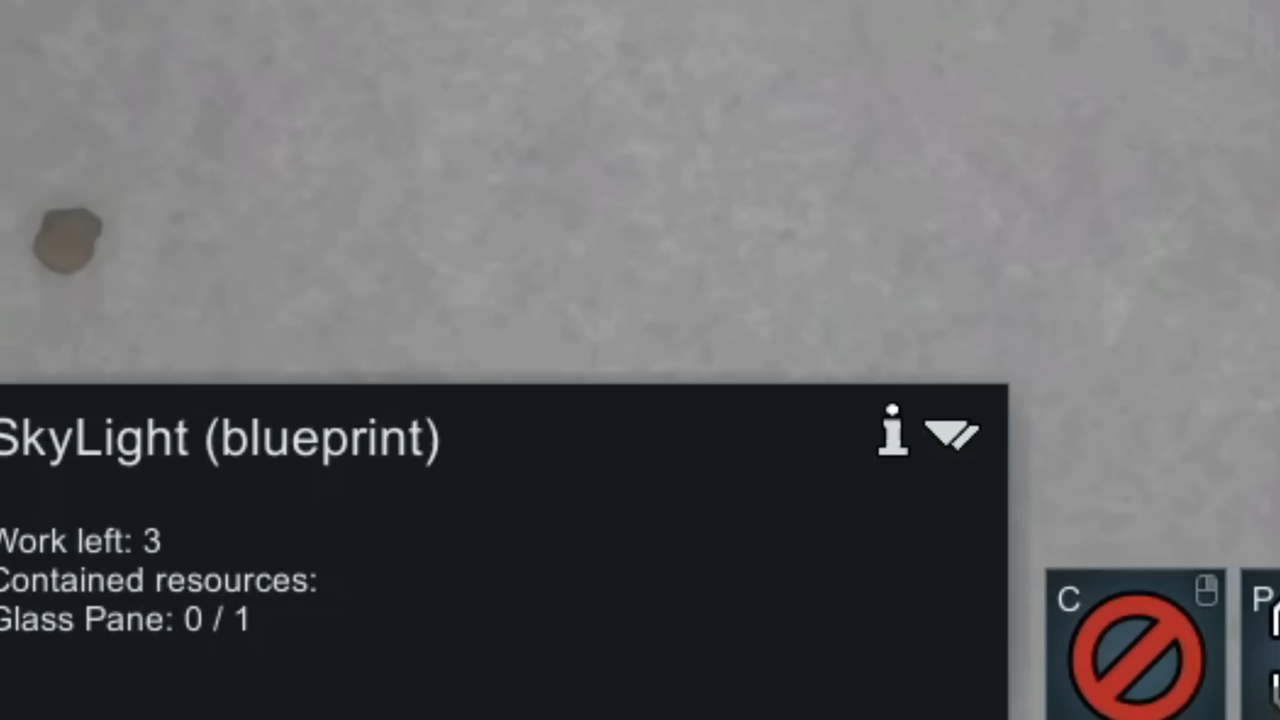 SkyLight (blueprint)
Work left: 3
Contained resources:
Glass Pane: 0 / 1
C
P